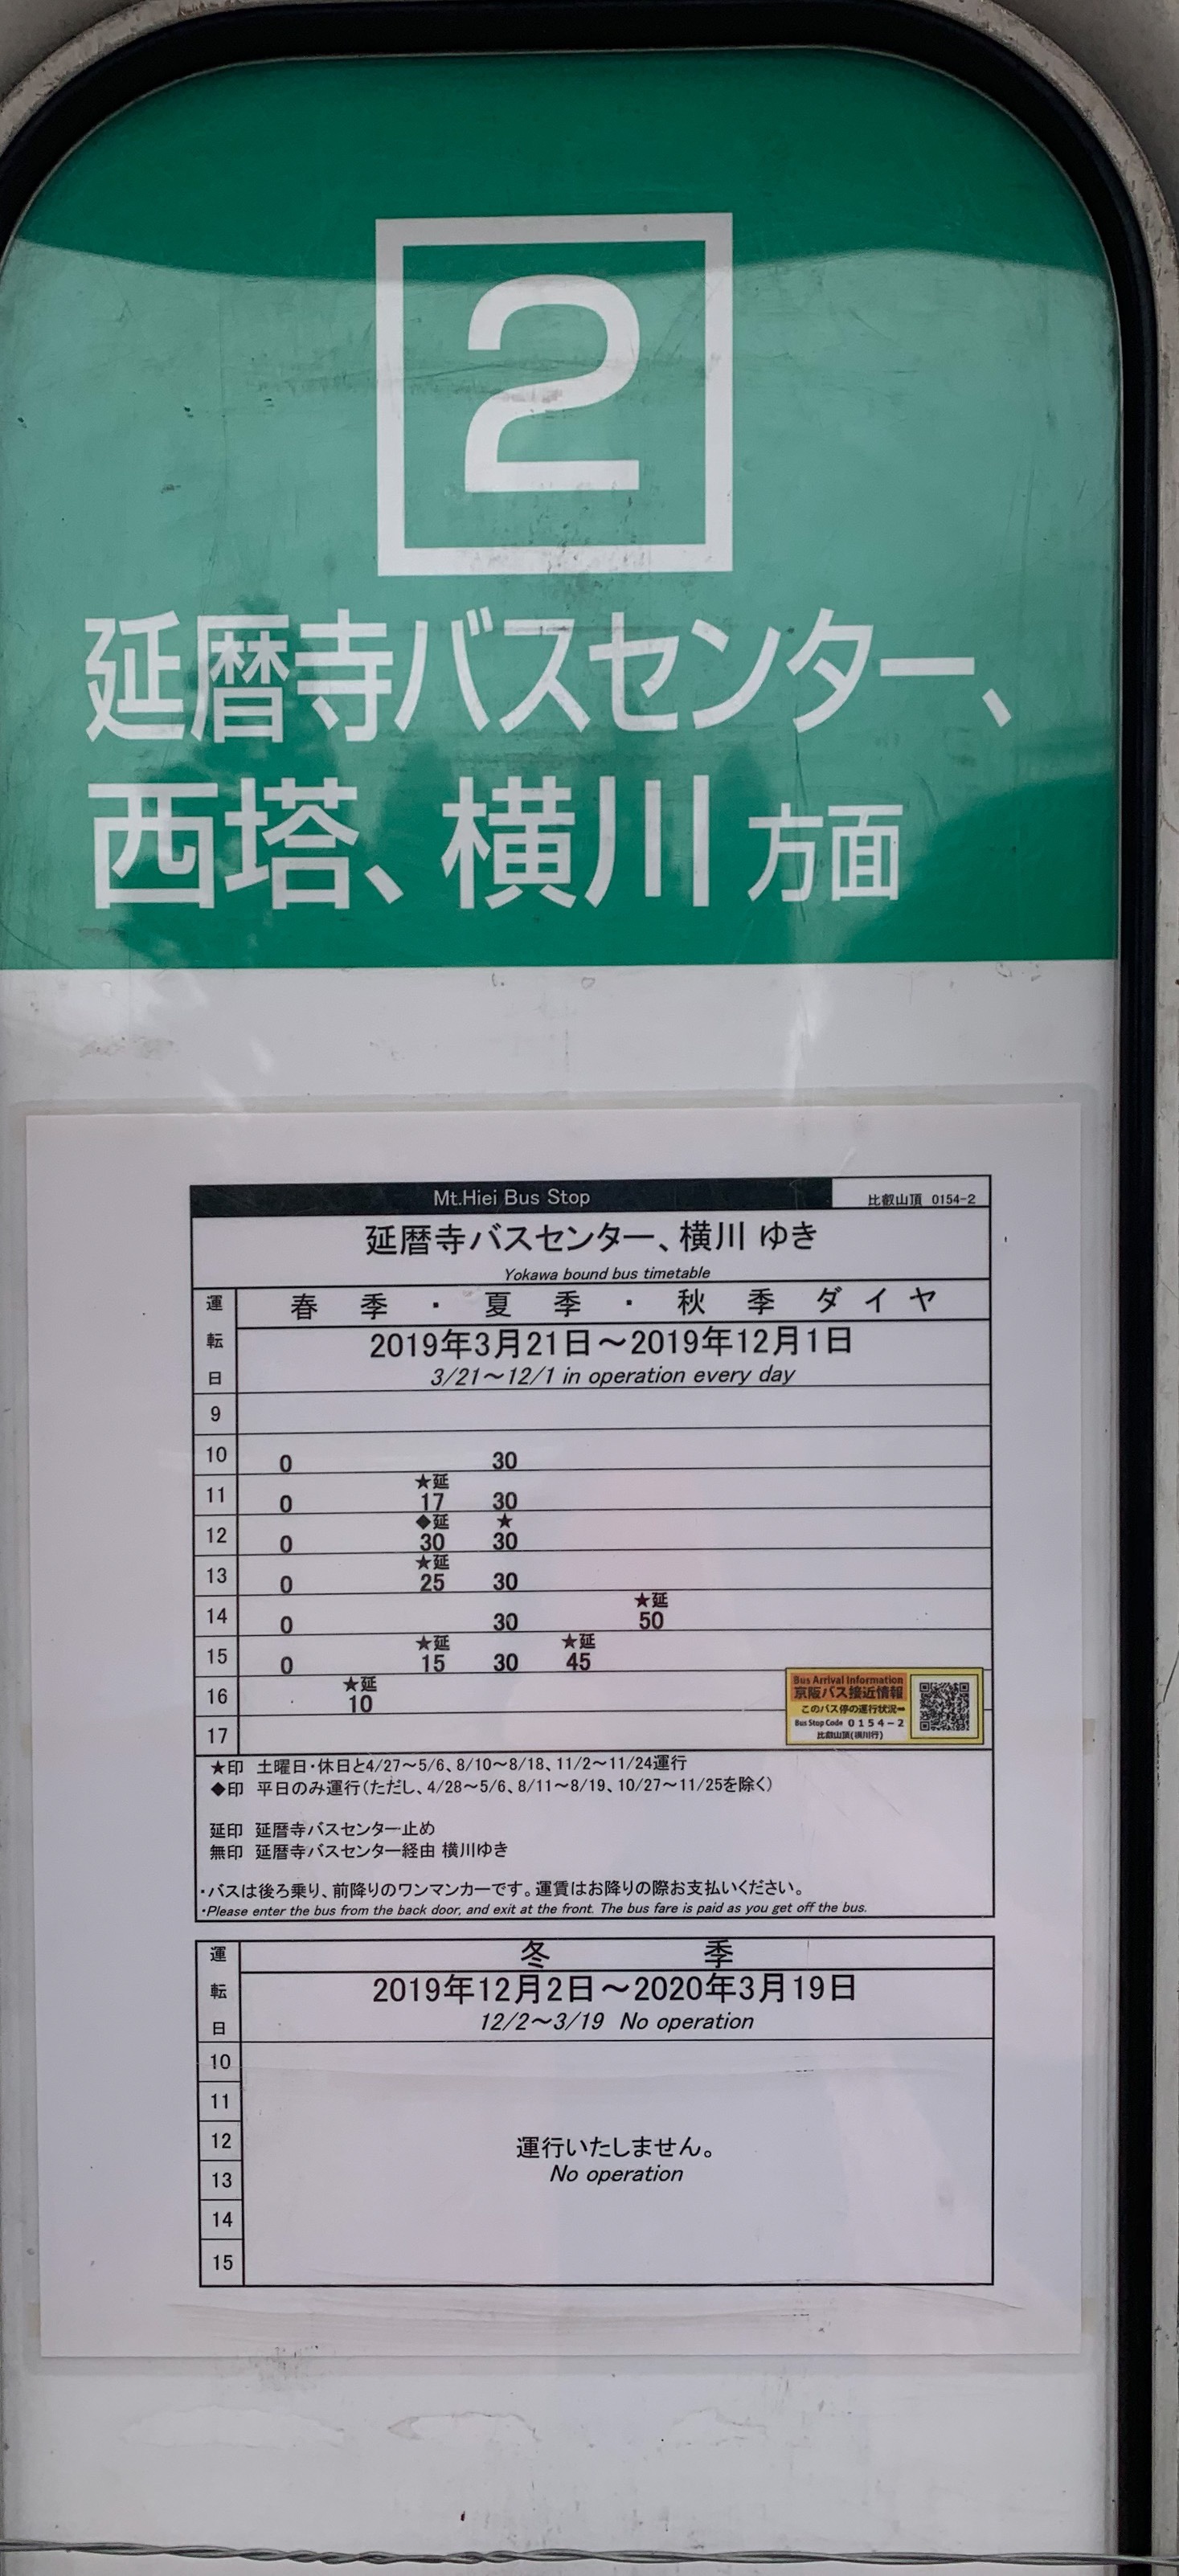 2
延暦寺バスセンター、
西塔、横川 方面
Mt.Hiei Bus Stop 比叡山頂 0154-2
延暦寺バスセンター、横川 ゆき
Yokawa bound bus timetable
運転日
春季・夏季・秋季ダイヤ
2019年3月21日～2019年12月1日
3/21～12/1 in operation every day
9
10 0 30
★延
11 0 17 30
◆延 ★
12 0 30 30
★延
13 0 25 30
★延
14 0 30 50
★延 ★延
15 0 15 30 45
★延
16 10
17
Bus Arrival Information
京阪バス接近情報
このバス停の運行状況➡
Bus Stop Code 0154-2
比叡山頂(横川行)
★印 土曜日・休日と4/27～5/6、8/10～8/18、11/2～11/24運行
◆印 平日のみ運行(ただし、4/28～5/6、8/11～8/19、10/27～11/25を除く)
延印 延暦寺バスセンター止め
無印 延暦寺バスセンター経由 横川ゆき
・バスは後ろ乗り、前降りのワンマンカーです。運賃はお降りの際お支払いください。
・Please enter the bus from the back door, and exit at the front. The bus fare is paid as you get off the bus.
運転日
冬季
2019年12月2日～2020年3月19日
12/2～3/19 No operation
10
11
12
13
14
15
運行いたしません。
No operation